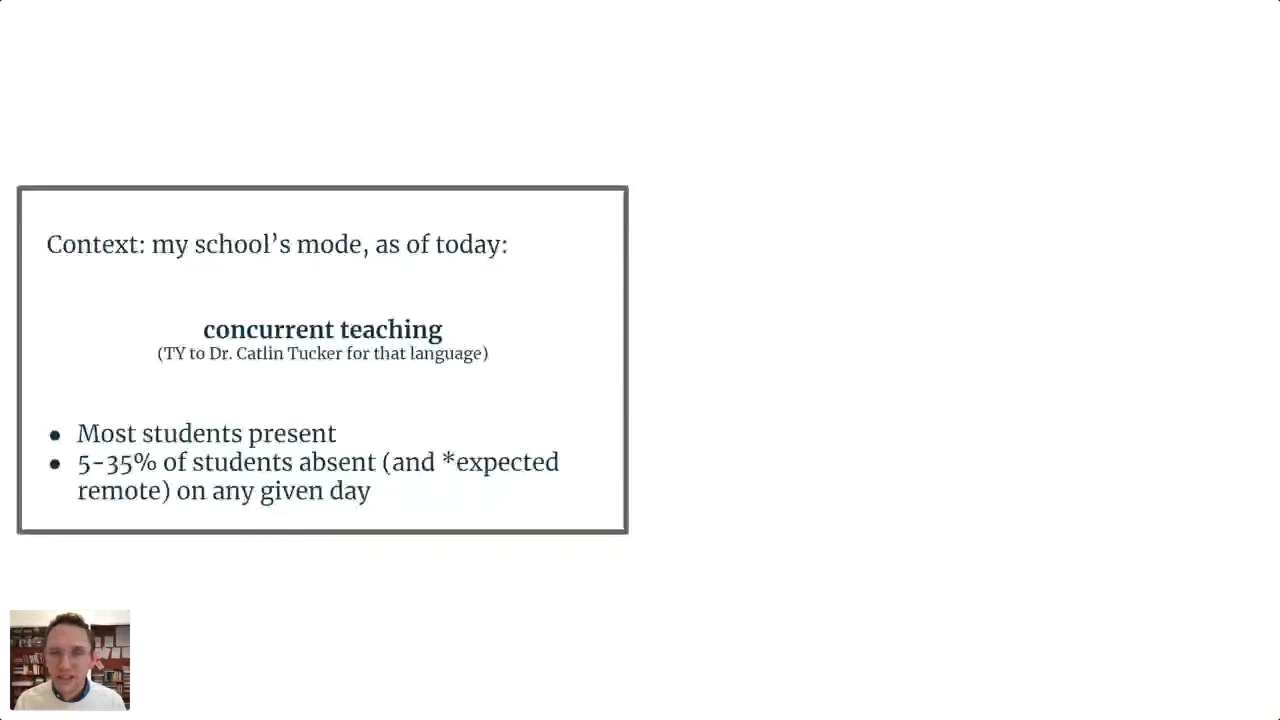 Context: my school’s mode, as of today:
concurrent teaching
(TY to Dr. Catlin Tucker for that language)
● Most students present
● 5-35% of students absent (and *expected
remote) on any given day